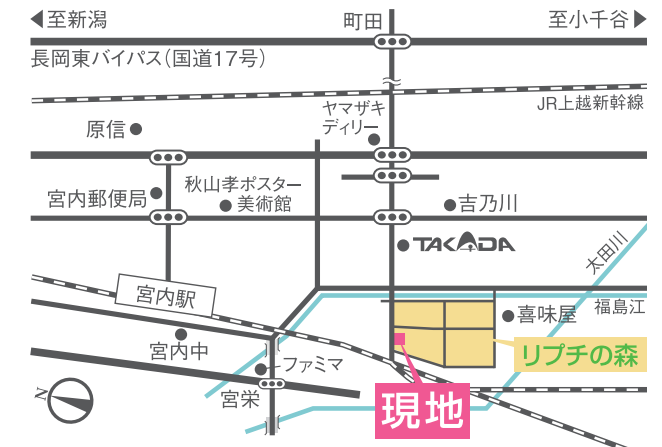 至新潟
町田
至小千谷
長岡東バイパス（国道17号）
JR上越新幹線
ヤマザキ
ディリー
原信
秋山孝ポスター
美術館
宮内郵便局
吉乃川
TAKADA
太田川
宮内駅
福島江
喜味屋
宮内中
リプチの森
ファミマ
宮栄
現地
N